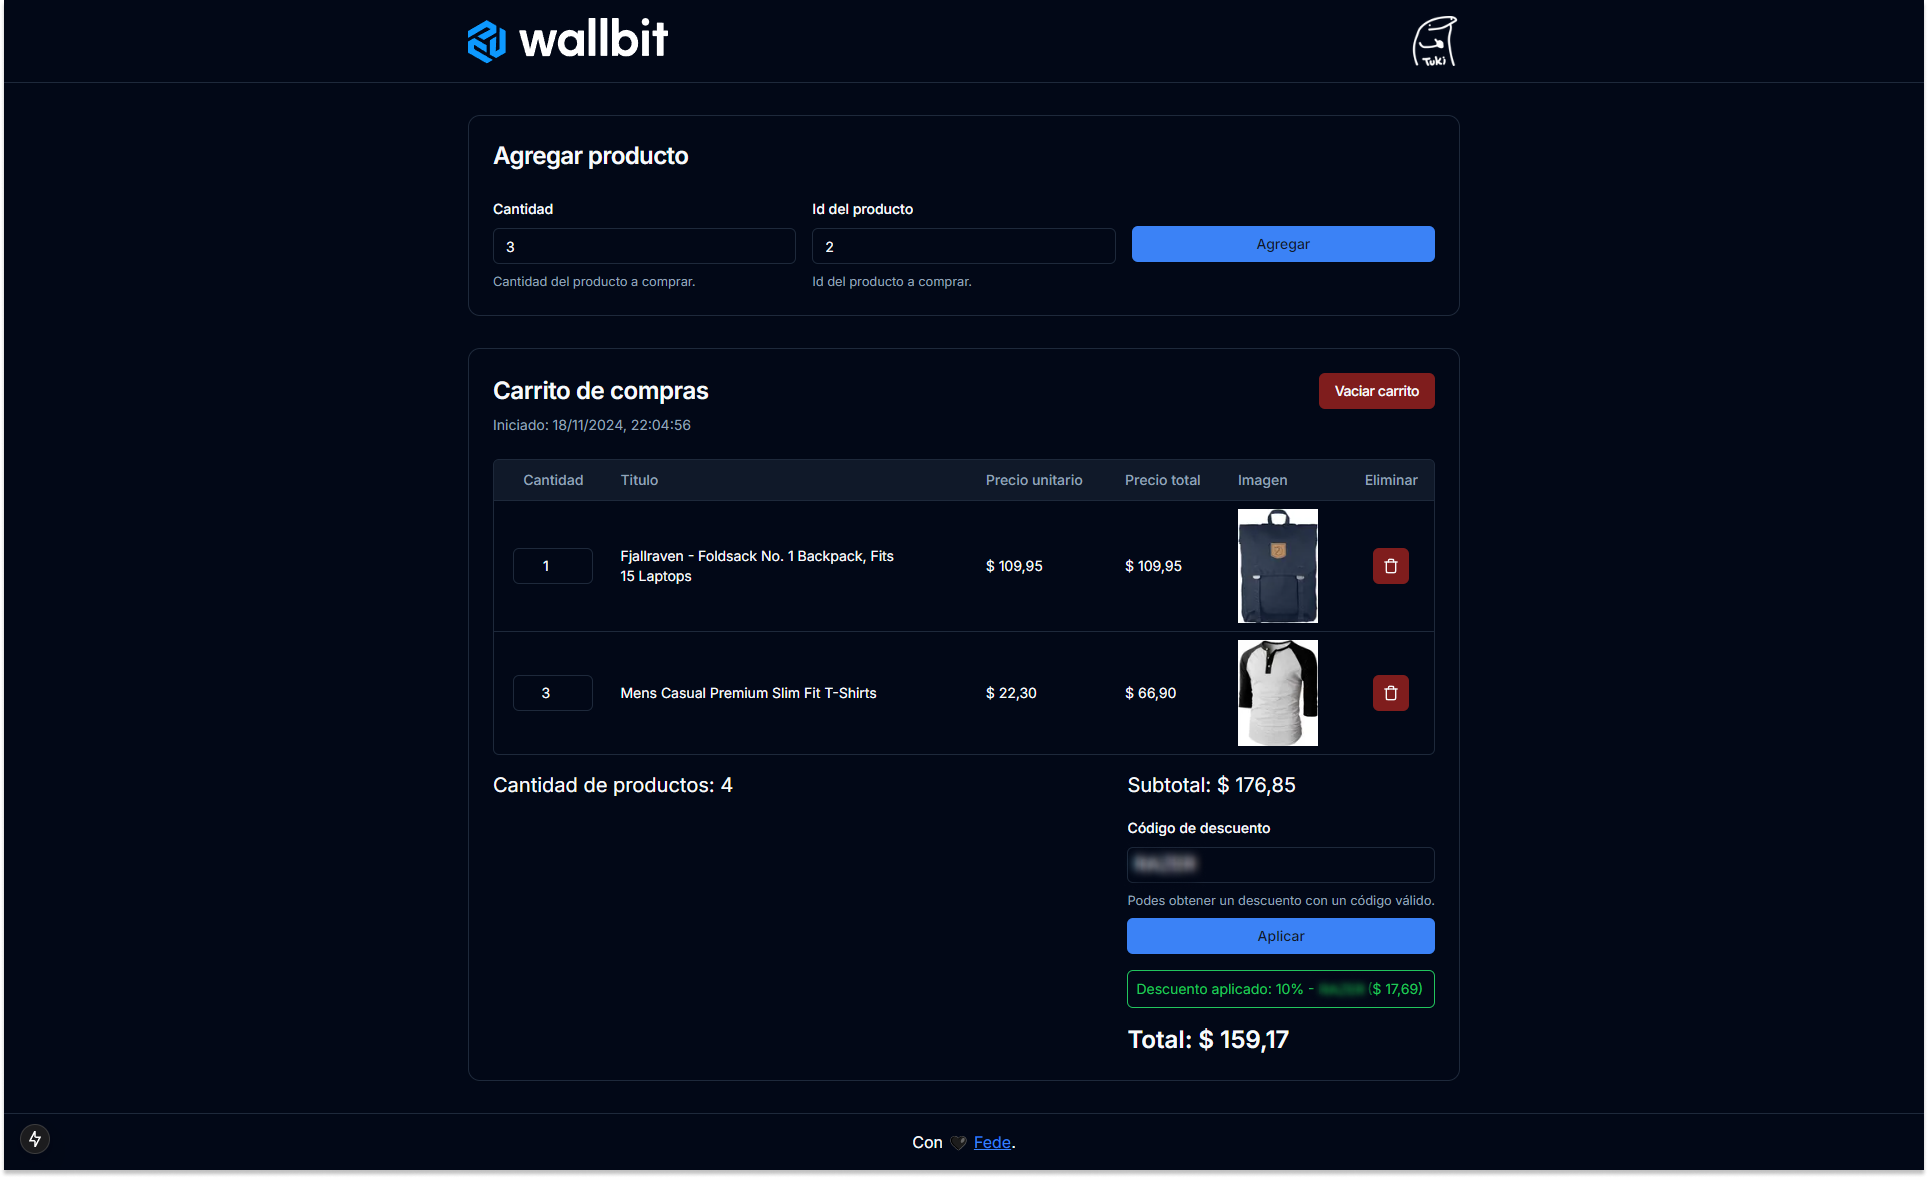 wallbit
Tuki
Agregar producto
Cantidad
Id del producto
3
2
Agregar
Cantidad del producto a comprar.
Id del producto a comprar.
Carrito de compras
Vaciar carrito
Iniciado: 18/11/2024, 22:04:56
Cantidad Titulo Precio unitario Precio total Imagen Eliminar
1 Fjallraven - Foldsack No. 1 Backpack, Fits
15 Laptops $ 109,95 $ 109,95
3 Mens Casual Premium Slim Fit T-Shirts $ 22,30 $ 66,90
Cantidad de productos: 4
Subtotal: $ 176,85
Código de descuento
Podes obtener un descuento con un código válido.
Aplicar
Descuento aplicado: 10% - ($ 17,69)
Total: $ 159,17
Con 🖤 Fede.